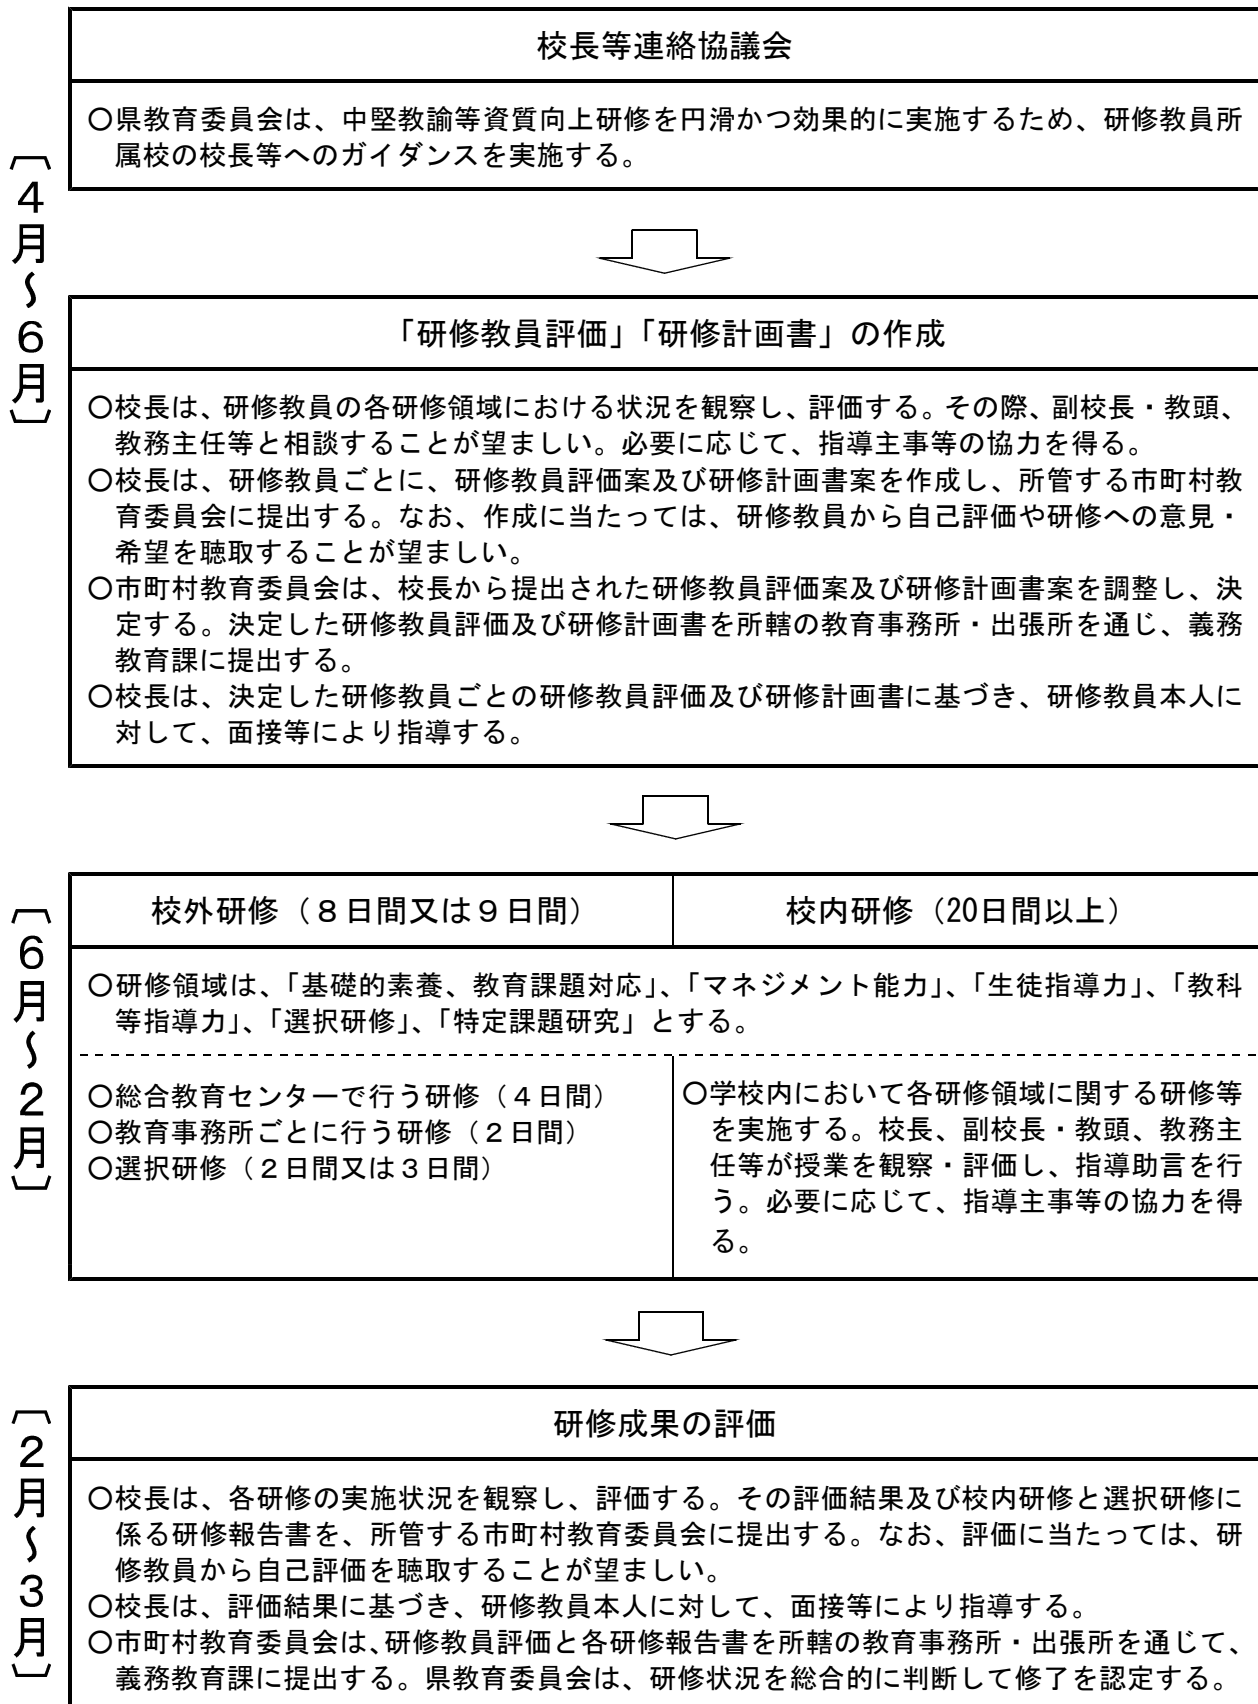 校長等連絡協議会
〇県教育委員会は、中堅教諭等資質向上研修を円滑かつ効果的に実施するため、研修教員所
属校の校長等へのガイダンスを実施する。
〔4月~6月〕
「研修教員評価」「研修計画書」の作成
〇校長は、研修教員の各研修領域における状況を観察し、評価する。その際、副校長・教頭、
教務主任等と相談することが望ましい。必要に応じて、指導主事等の協力を得る。
〇校長は、研修教員ごとに、研修教員評価案及び研修計画書案を作成し、所管する市町村教
育委員会に提出する。なお、作成に当たっては、研修教員から自己評価や研修への意見・
希望を聴取することが望ましい。
〇市町村教育委員会は、校長から提出された研修教員評価案及び研修計画書案を調整し、決
定する。決定した研修教員評価及び研修計画書を所轄の教育事務所・出張所を通じ、義務
教育課に提出する。
〇校長は、決定した研修教員ごとの研修教員評価及び研修計画書に基づき、研修教員本人に
対して、面接等により指導する。
〔6月~2月〕
校外研修（８日間又は９日間）
校内研修（20日間以上）
〇研修領域は、「基礎的素養、教育課題対応」、「マネジメント能力」、「生徒指導力」、「教科
等指導力」、「選択研修」、「特定課題研究」とする。
〇総合教育センターで行う研修（４日間）
〇教育事務所ごとに行う研修（２日間）
〇選択研修（２日間又は３日間）
〇学校内において各研修領域に関する研修等
を実施する。校長、副校長・教頭、教務主
任等が授業を観察・評価し、指導助言を行
う。必要に応じて、指導主事等の協力を得
る。
〔2月~3月〕
研修成果の評価
〇校長は、各研修の実施状況を観察し、評価する。その評価結果及び校内研修と選択研修に
係る研修報告書を、所管する市町村教育委員会に提出する。なお、評価に当たっては、研
修教員から自己評価を聴取することが望ましい。
〇校長は、評価結果に基づき、研修教員本人に対して、面接等により指導する。
〇市町村教育委員会は、研修教員評価と各研修報告書を所轄の教育事務所・出張所を通じて、
義務教育課に提出する。県教育委員会は、研修状況を総合的に判断して修了を認定する。